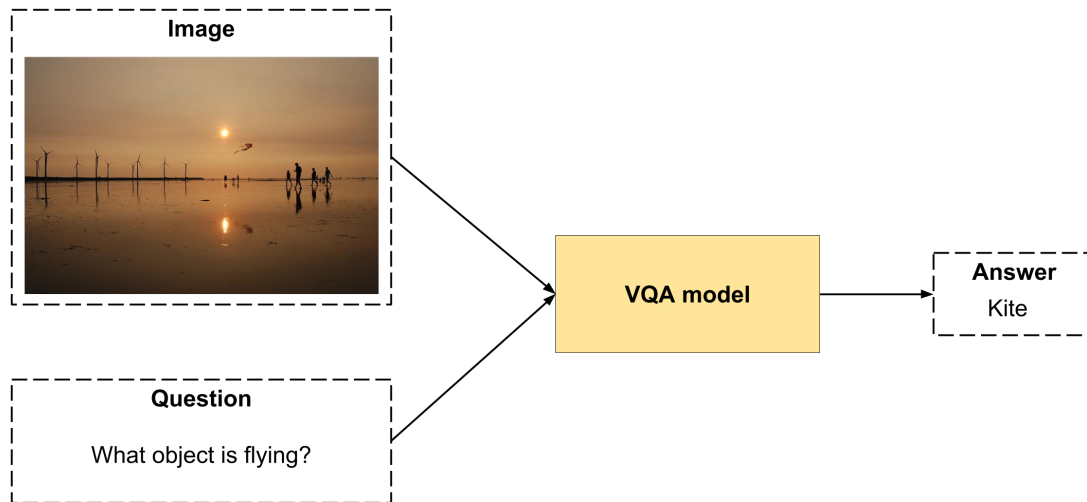 Image
Question
What object is flying?
VQA model
Answer
Kite